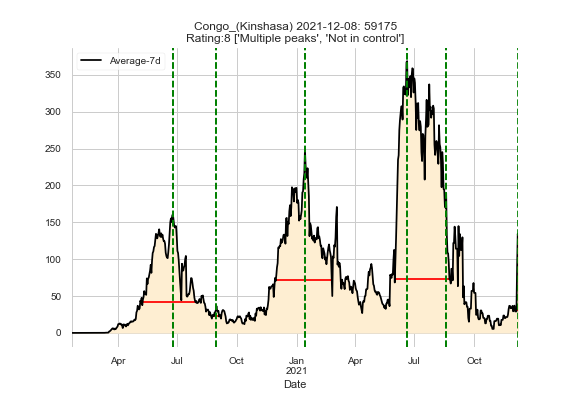 Congo_(Kinshasa) 2021-12-08: 59175
Rating:8 ['Multiple peaks', 'Not in control']
Average-7d
350
300
250
200
150
100
50
0
Apr Jul Oct Jan Apr Jul Oct
2021
Date